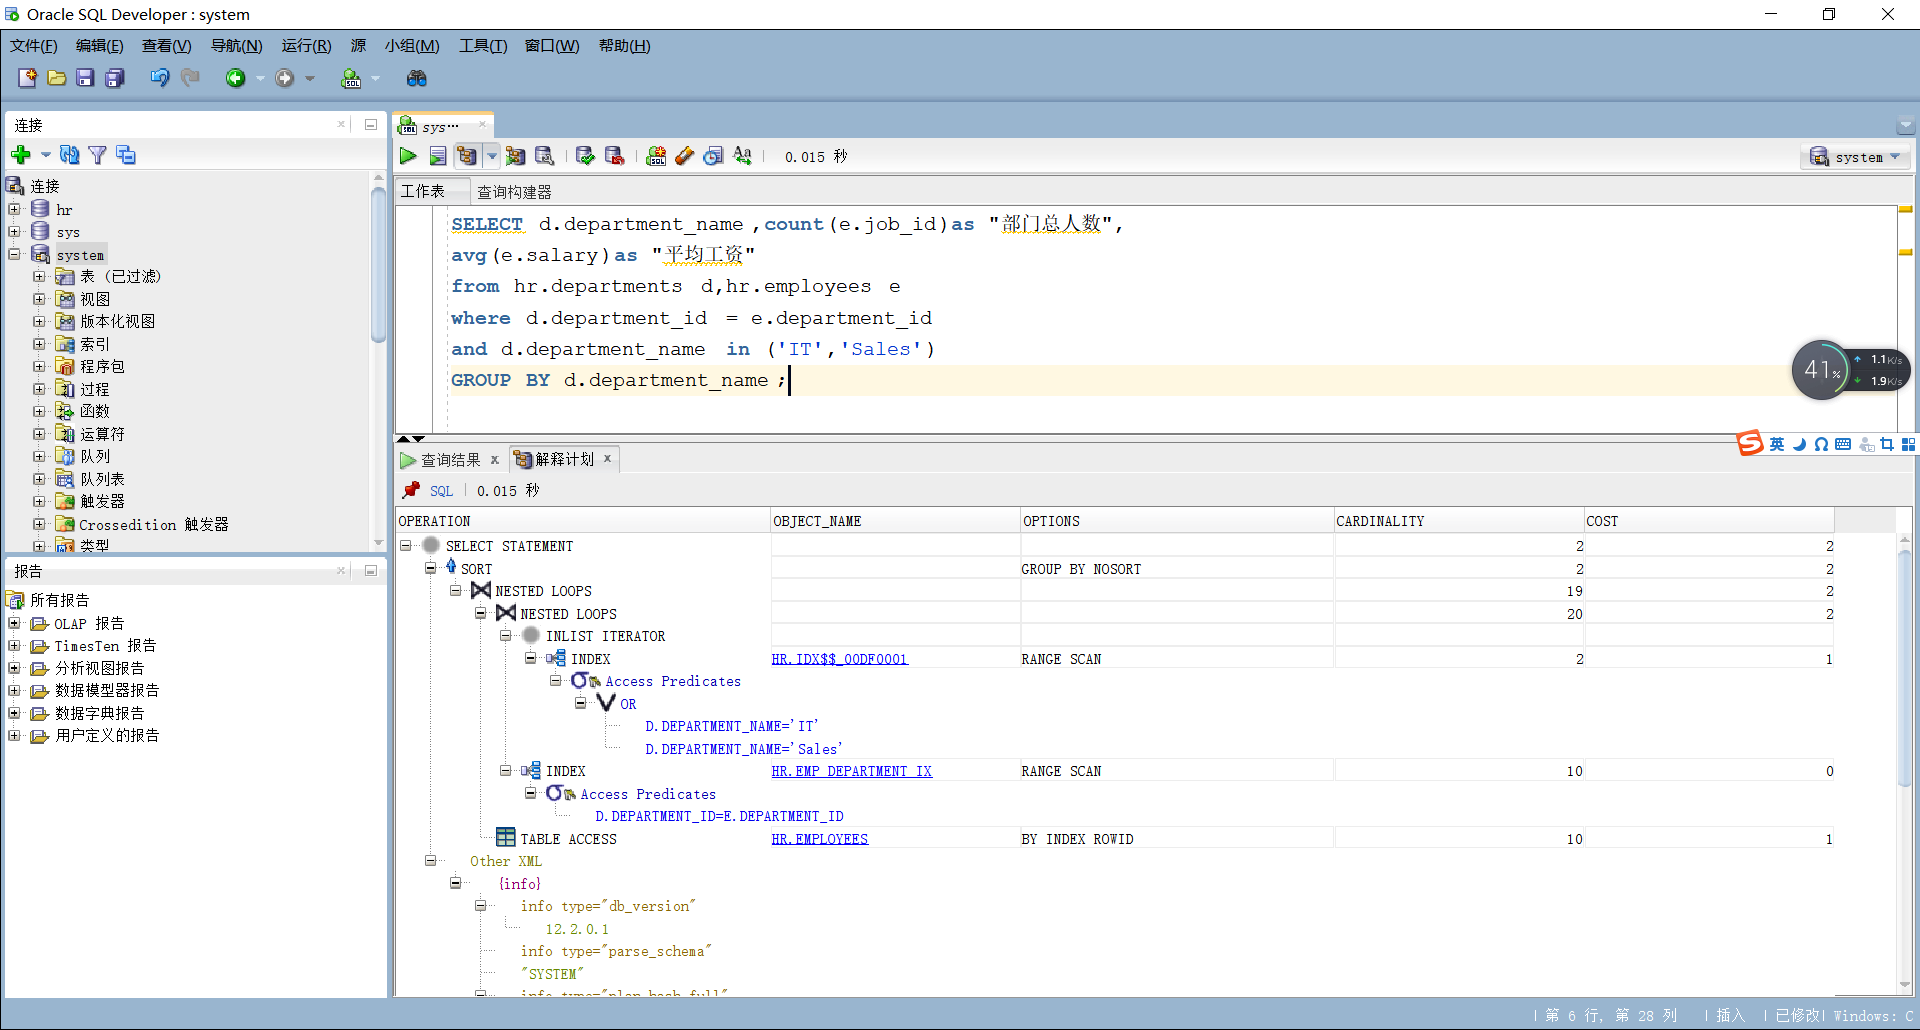 Oracle SQL Developer : system
文件(F) 编辑(E) 查看(V) 导航(N) 运行(R) 源 小组(M) 工具(T) 窗口(W) 帮助(H)
连接
连接
hr
sys
system
表 (已过滤)
视图
版本化视图
索引
程序包
过程
函数
运算符
队列
队列表
触发器
Crossedition 触发器
类型
报告
所有报告
OLAP 报告
TimesTen 报告
分析视图报告
数据模型器报告
数据字典报告
用户定义的报告
sys…
0.015 秒
system
工作表 查询构建器
SELECT d.department_name ,count(e.job_id)as "部门总人数",
avg(e.salary)as "平均工资"
from hr.departments d,hr.employees e
where d.department_id = e.department_id
and d.department_name in ('IT','Sales')
GROUP BY d.department_name ;
41% 1.1K/s
1.9K/s
英
查询结果 x 解释计划 x
SQL 0.015 秒
OPERATION OBJECT_NAME OPTIONS CARDINALITY COST
SELECT STATEMENT 2 2
SORT GROUP BY NOSORT 2 2
NESTED LOOPS 19 2
NESTED LOOPS 20 2
INLIST ITERATOR
INDEX HR.IDX$$_00DF0001 RANGE SCAN 2 1
Access Predicates
OR
D.DEPARTMENT_NAME='IT'
D.DEPARTMENT_NAME='Sales'
INDEX HR.EMP_DEPARTMENT_IX RANGE SCAN 10 0
Access Predicates
D.DEPARTMENT_ID=E.DEPARTMENT_ID
TABLE ACCESS HR.EMPLOYEES BY INDEX ROWID 10 1
Other XML
{info}
info type="db_version"
12.2.0.1
info type="parse_schema"
"SYSTEM"
info type="plan_hash_full"
第 6 行, 第 28 列 | 插入 | 已修改| Windows: C